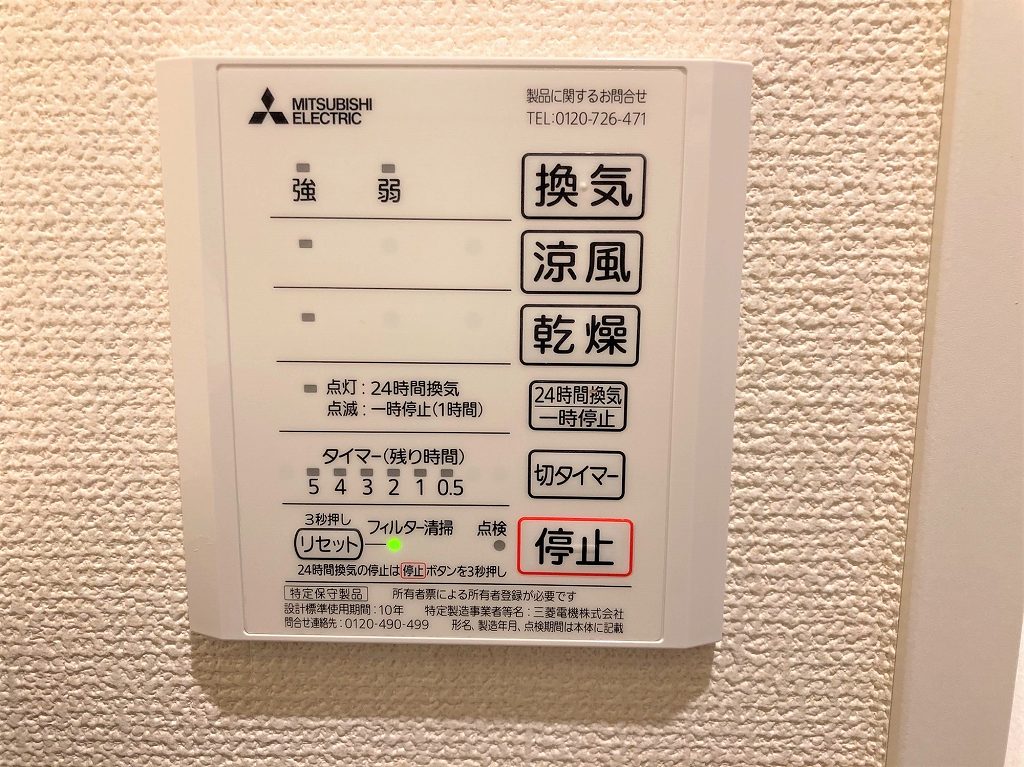 MITSUBISHI
ELECTRIC
製品に関するお問合せ
TEL:0120-726-471
強 弱 換気
涼風
乾燥
点灯:24時間換気
点滅:一時停止(1時間)
24時間換気
一時停止
タイマー(残り時間)
5 4 3 2 1 0.5
切タイマー
3秒押し
リセット フィルター清掃 点検
停止
24時間換気の停止は停止ボタンを3秒押し
特定保守製品 所有者票による所有者登録が必要です
設計標準使用期間:10年 特定製造事業者等名:三菱電機株式会社
問合せ連絡先:0120-490-499 形名、製造年月、点検期間は本体に記載